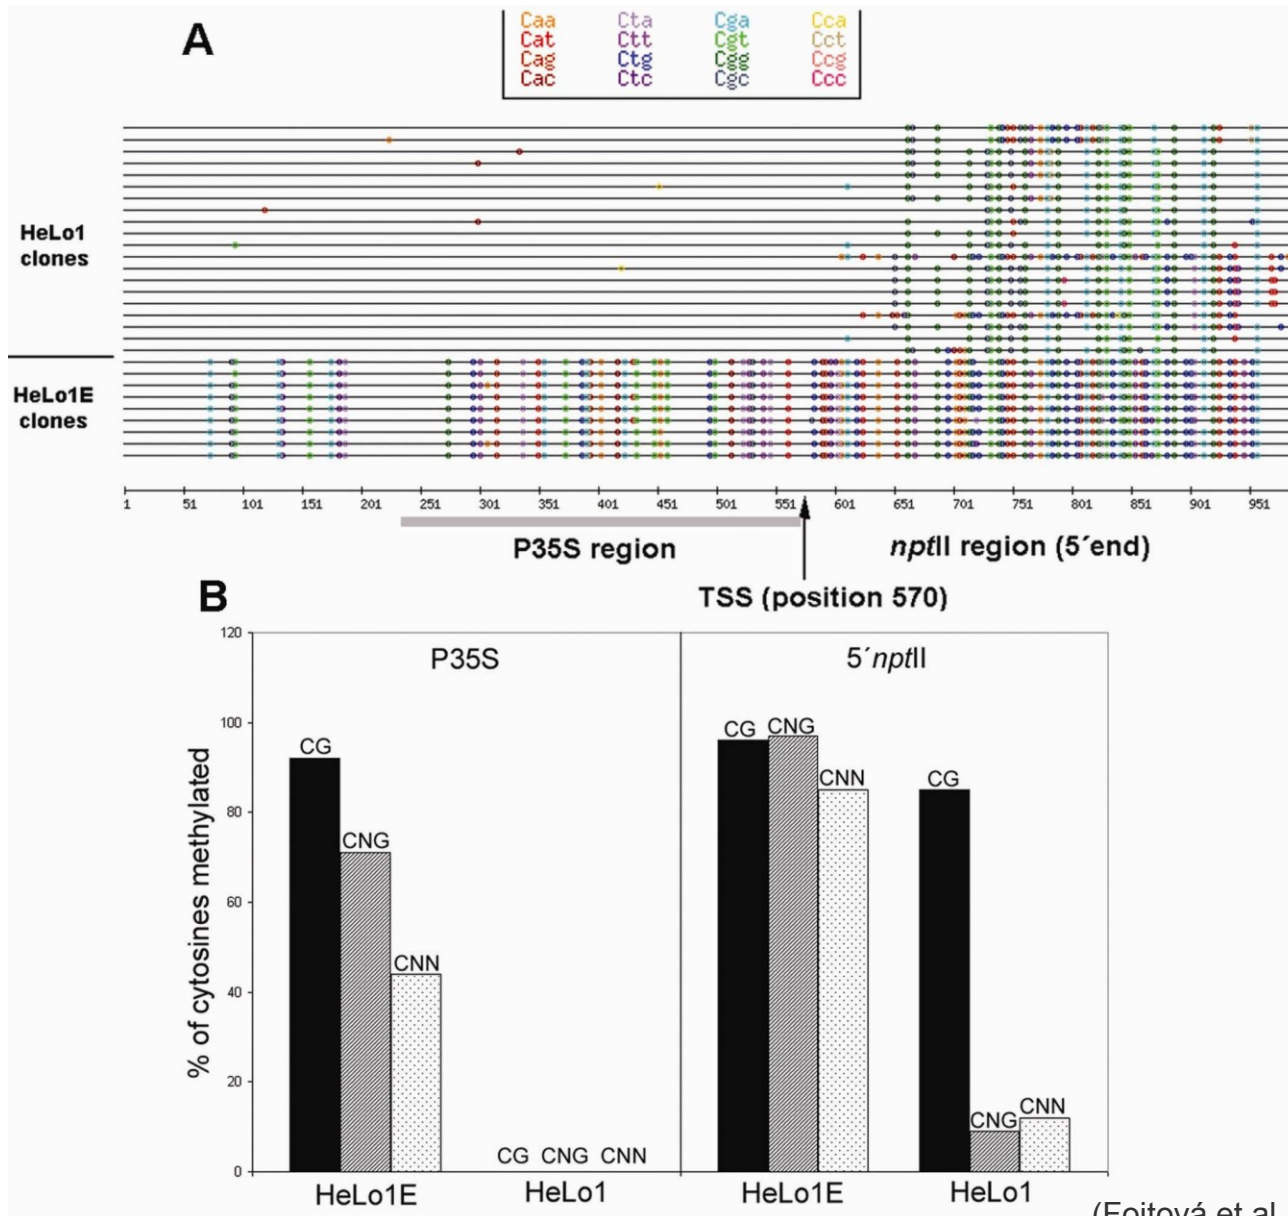 A
Caa Cta Cga Cca
Cat Ctt Cgt Cct
Cag Ctg Cgg Ccg
Cac Ctc Cgc Ccc
HeLo1
clones
HeLo1E
clones
1 51 101 151 201 251 301 351 401 451 501 551 601 651 701 751 801 851 901 951
P35S region
nptII region (5´end)
TSS (position 570)
B
P35S
5´nptII
% of cytosines methylated
120
100
80
60
40
20
0
CG CNG CNN
CG CNG CNN
CG CNG CNN
CG CNG CNN
HeLo1E HeLo1 HeLo1E HeLo1
(Fojtová et al